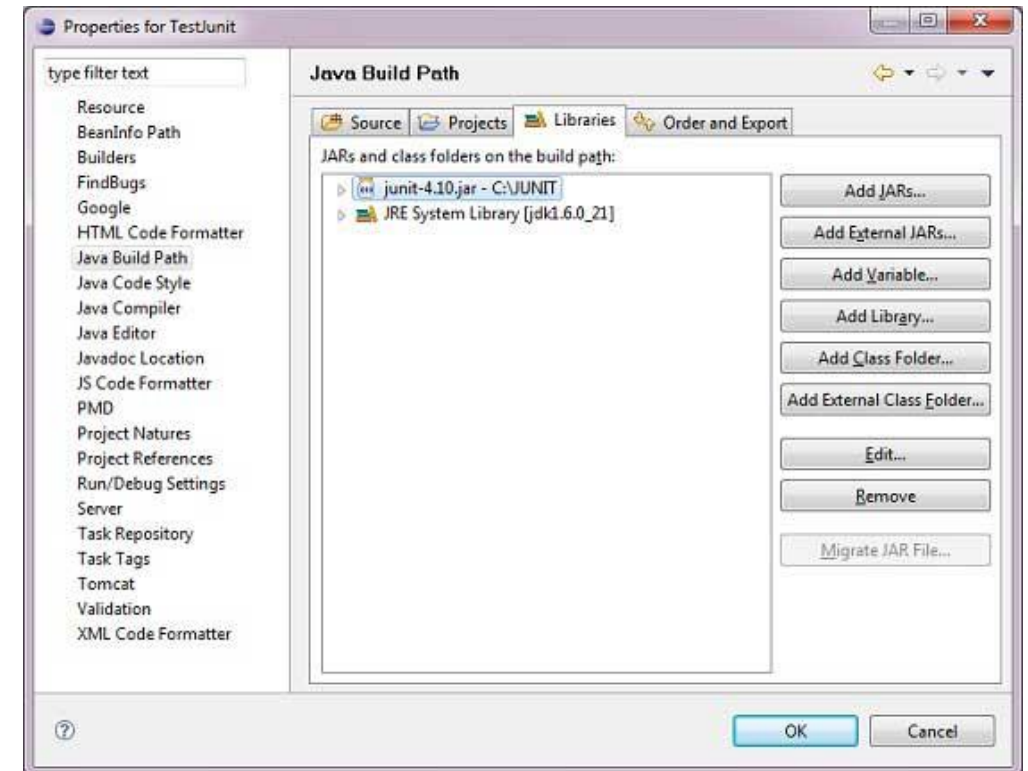 Properties for TestJunit
type filter text
Resource
BeanInfo Path
Builders
FindBugs
Google
HTML Code Formatter
Java Build Path
Java Code Style
Java Compiler
Java Editor
Javadoc Location
JS Code Formatter
PMD
Project Natures
Project References
Run/Debug Settings
Server
Task Repository
Task Tags
Tomcat
Validation
XML Code Formatter
Java Build Path
Source Projects Libraries Order and Export
JARs and class folders on the build path:
junit-4.10.jar - C:\JUNIT
JRE System Library [jdk1.6.0_21]
Add JARs...
Add External JARs...
Add Variable...
Add Library...
Add Class Folder...
Add External Class Folder...
Edit...
Remove
Migrate JAR File...
OK Cancel